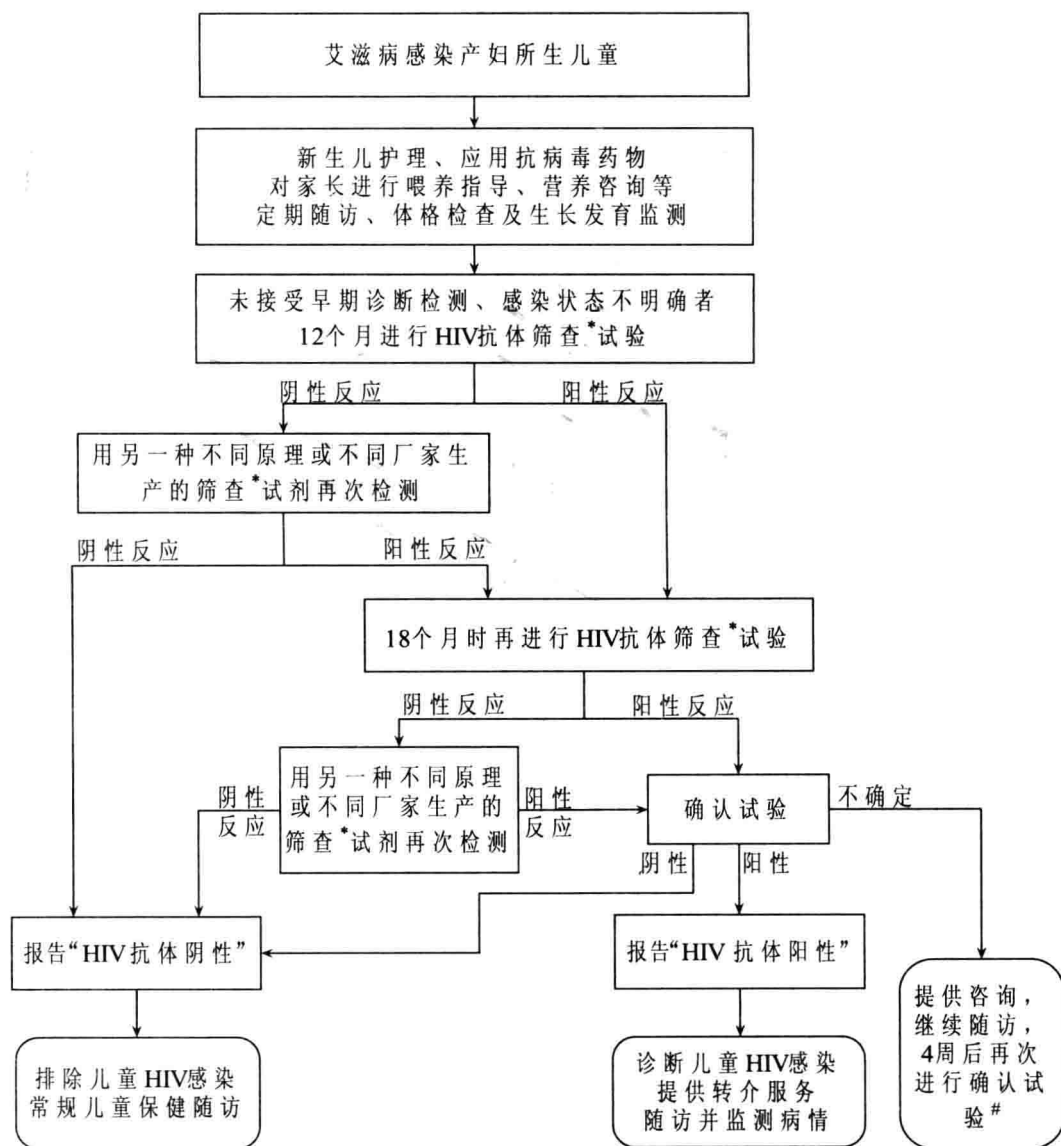 艾滋病感染产妇所生儿童
新生儿护理、应用抗病毒药物
对家长进行喂养指导、营养咨询等
定期随访、体格检查及生长发育监测
未接受早期诊断检测、感染状态不明确者
12个月进行HIV抗体筛查*试验
阴性反应
阳性反应
用另一种不同原理或不同厂家生
产的筛查*试剂再次检测
阴性反应
阳性反应
18个月时再进行HIV抗体筛查*试验
阴性反应
阳性反应
用另一种不同原理
或不同厂家生产的
筛查*试剂再次检测
阴性
反应
阳性
反应
确认试验
不确定
阴性
阳性
报告“HIV抗体阴性”
报告“HIV抗体阳性”
提供咨询，
继续随访，
4周后再次
进行确认试
验#
排除儿童HIV感染
常规儿童保健随访
诊断儿童HIV感染
提供转介服务
随访并监测病情